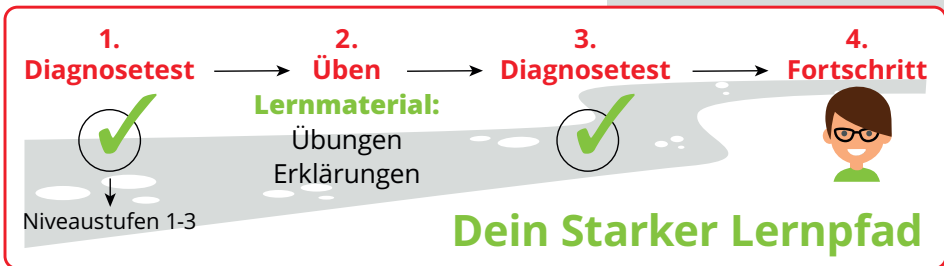 1.
Diagnosetest
2.
Üben
Lernmaterial:
Übungen
Erklärungen
3.
Diagnosetest
4.
Fortschritt
Niveaustufen 1-3
Dein Starker Lernpfad